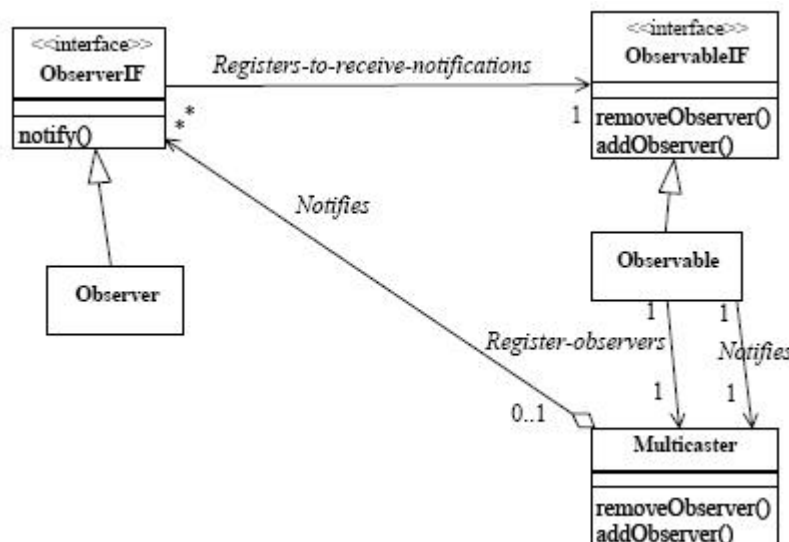 <<interface>>
ObserverIF
notify()
Registers-to-receive-notifications
*
*
1
<<interface>>
ObservableIF
removeObserver()
addObserver()
Notifies
Observer
Observable
1
1
Register-observers
Notifies
1
1
0..1
Multicaster
removeObserver()
addObserver()